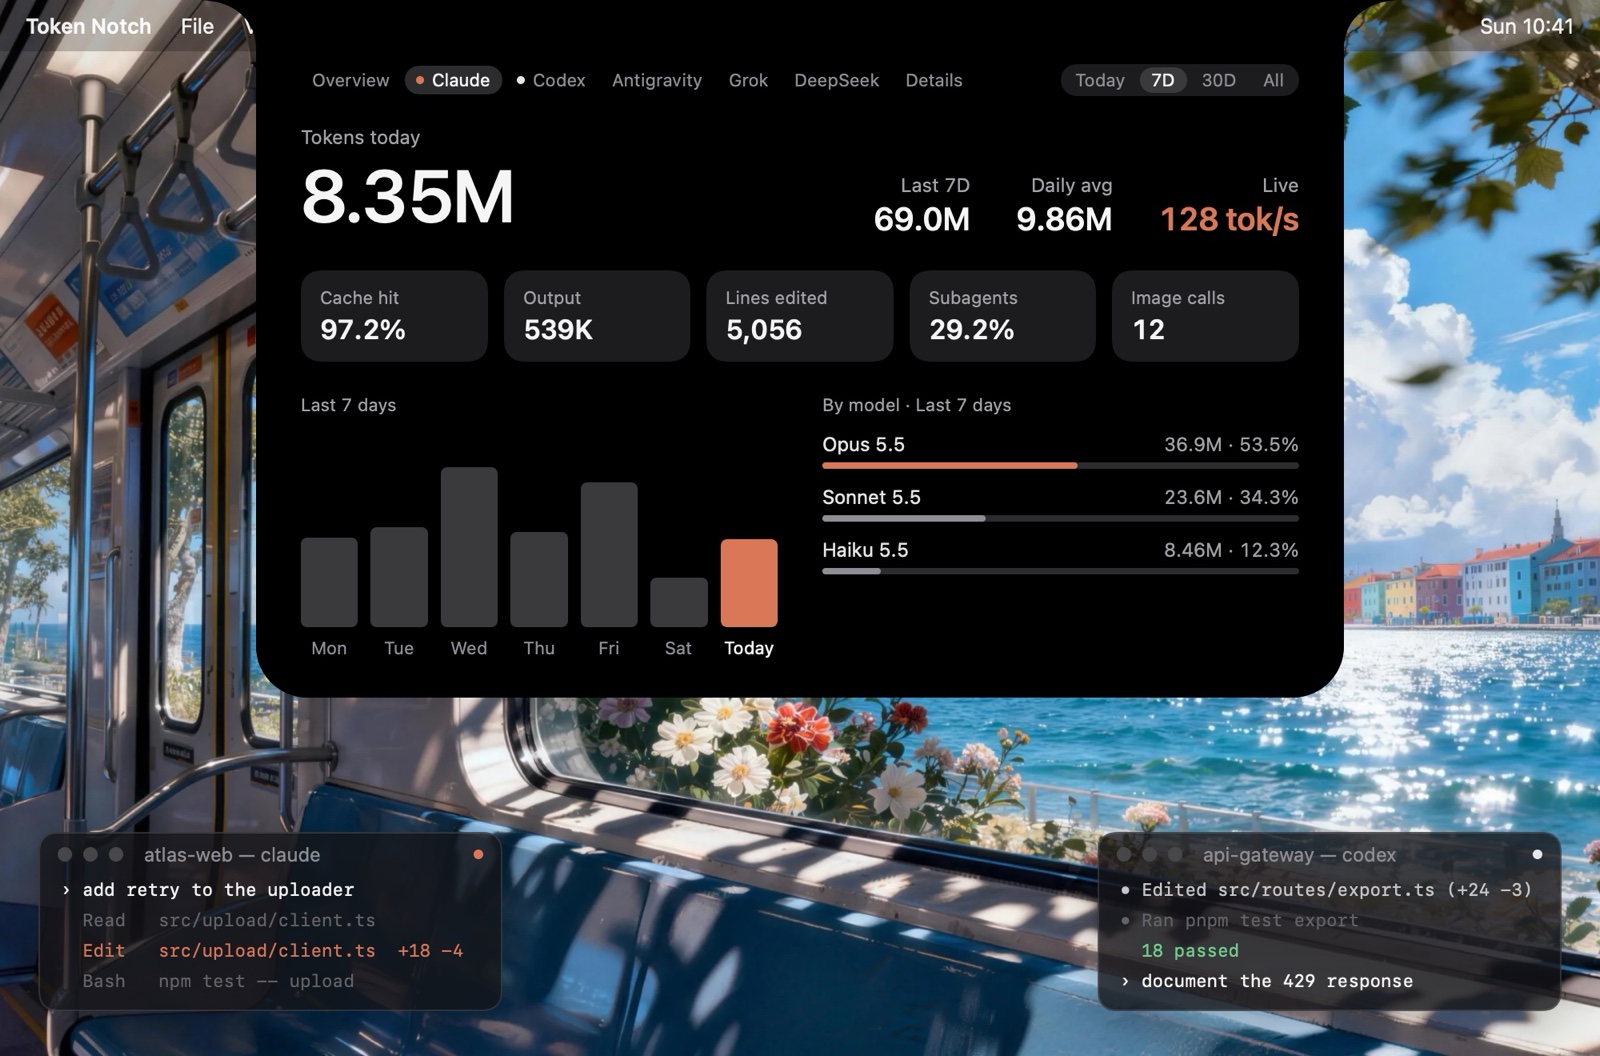 Token Notch File
Sun 10:41
Overview Claude Codex Antigravity Grok DeepSeek Details
Today 7D 30D All
Tokens today
8.35M
Last 7D
69.0M
Daily avg
9.86M
Live
128 tok/s
Cache hit
97.2%
Output
539K
Lines edited
5,056
Subagents
29.2%
Image calls
12
Last 7 days
Mon Tue Wed Thu Fri Sat Today
By model · Last 7 days
Opus 5.5 36.9M · 53.5%
Sonnet 5.5 23.6M · 34.3%
Haiku 5.5 8.46M · 12.3%
atlas-web — claude
› add retry to the uploader
Read src/upload/client.ts
Edit src/upload/client.ts +18 −4
Bash npm test -- upload
api-gateway — codex
• Edited src/routes/export.ts (+24 −3)
• Ran pnpm test export
18 passed
› document the 429 response